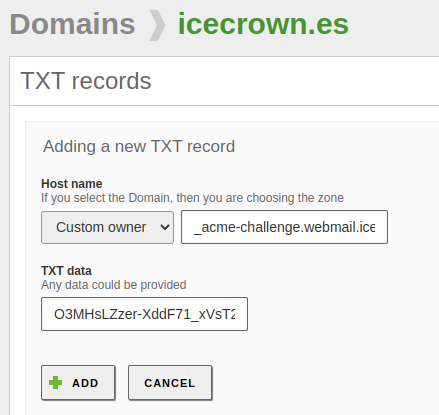 Domains ❯ icecrown.es
TXT records
Adding a new TXT record
Host name
If you select the Domain, then you are choosing the zone
Custom owner _acme-challenge.webmail.ice
TXT data
Any data could be provided
O3MHsLZzer-XddF71_xVsT2
ADD CANCEL